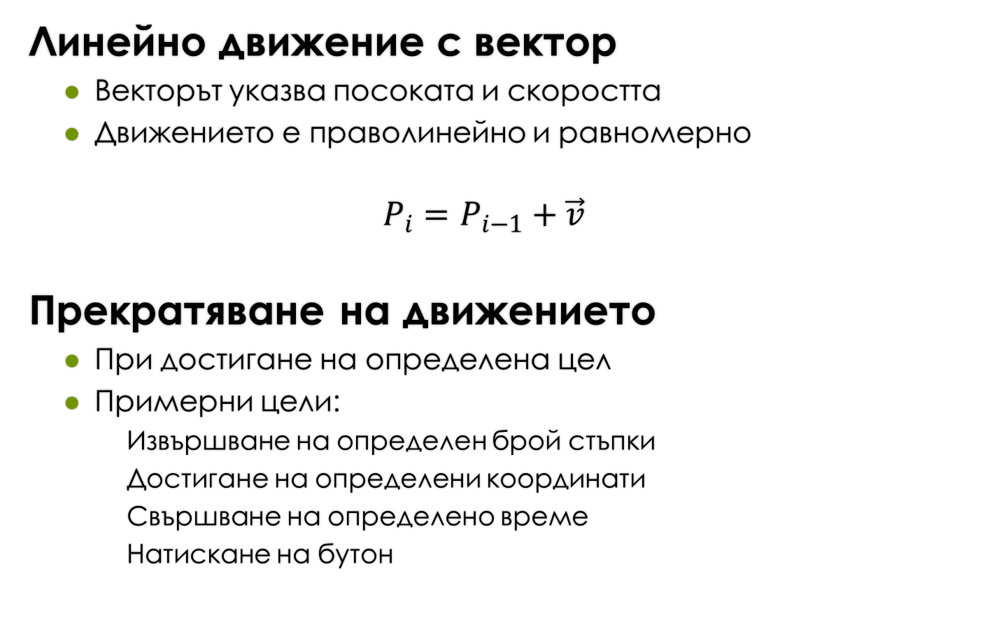 Линейно движение с вектор
● Векторът указва посоката и скоростта
● Движението е праволинейно и равномерно
P_i = P_{i−1} + \vec{v}
Прекратяване на движението
● При достигане на определена цел
● Примерни цели:
Извършване на определен брой стъпки
Достигане на определени координати
Свършване на определено време
Натискане на бутон